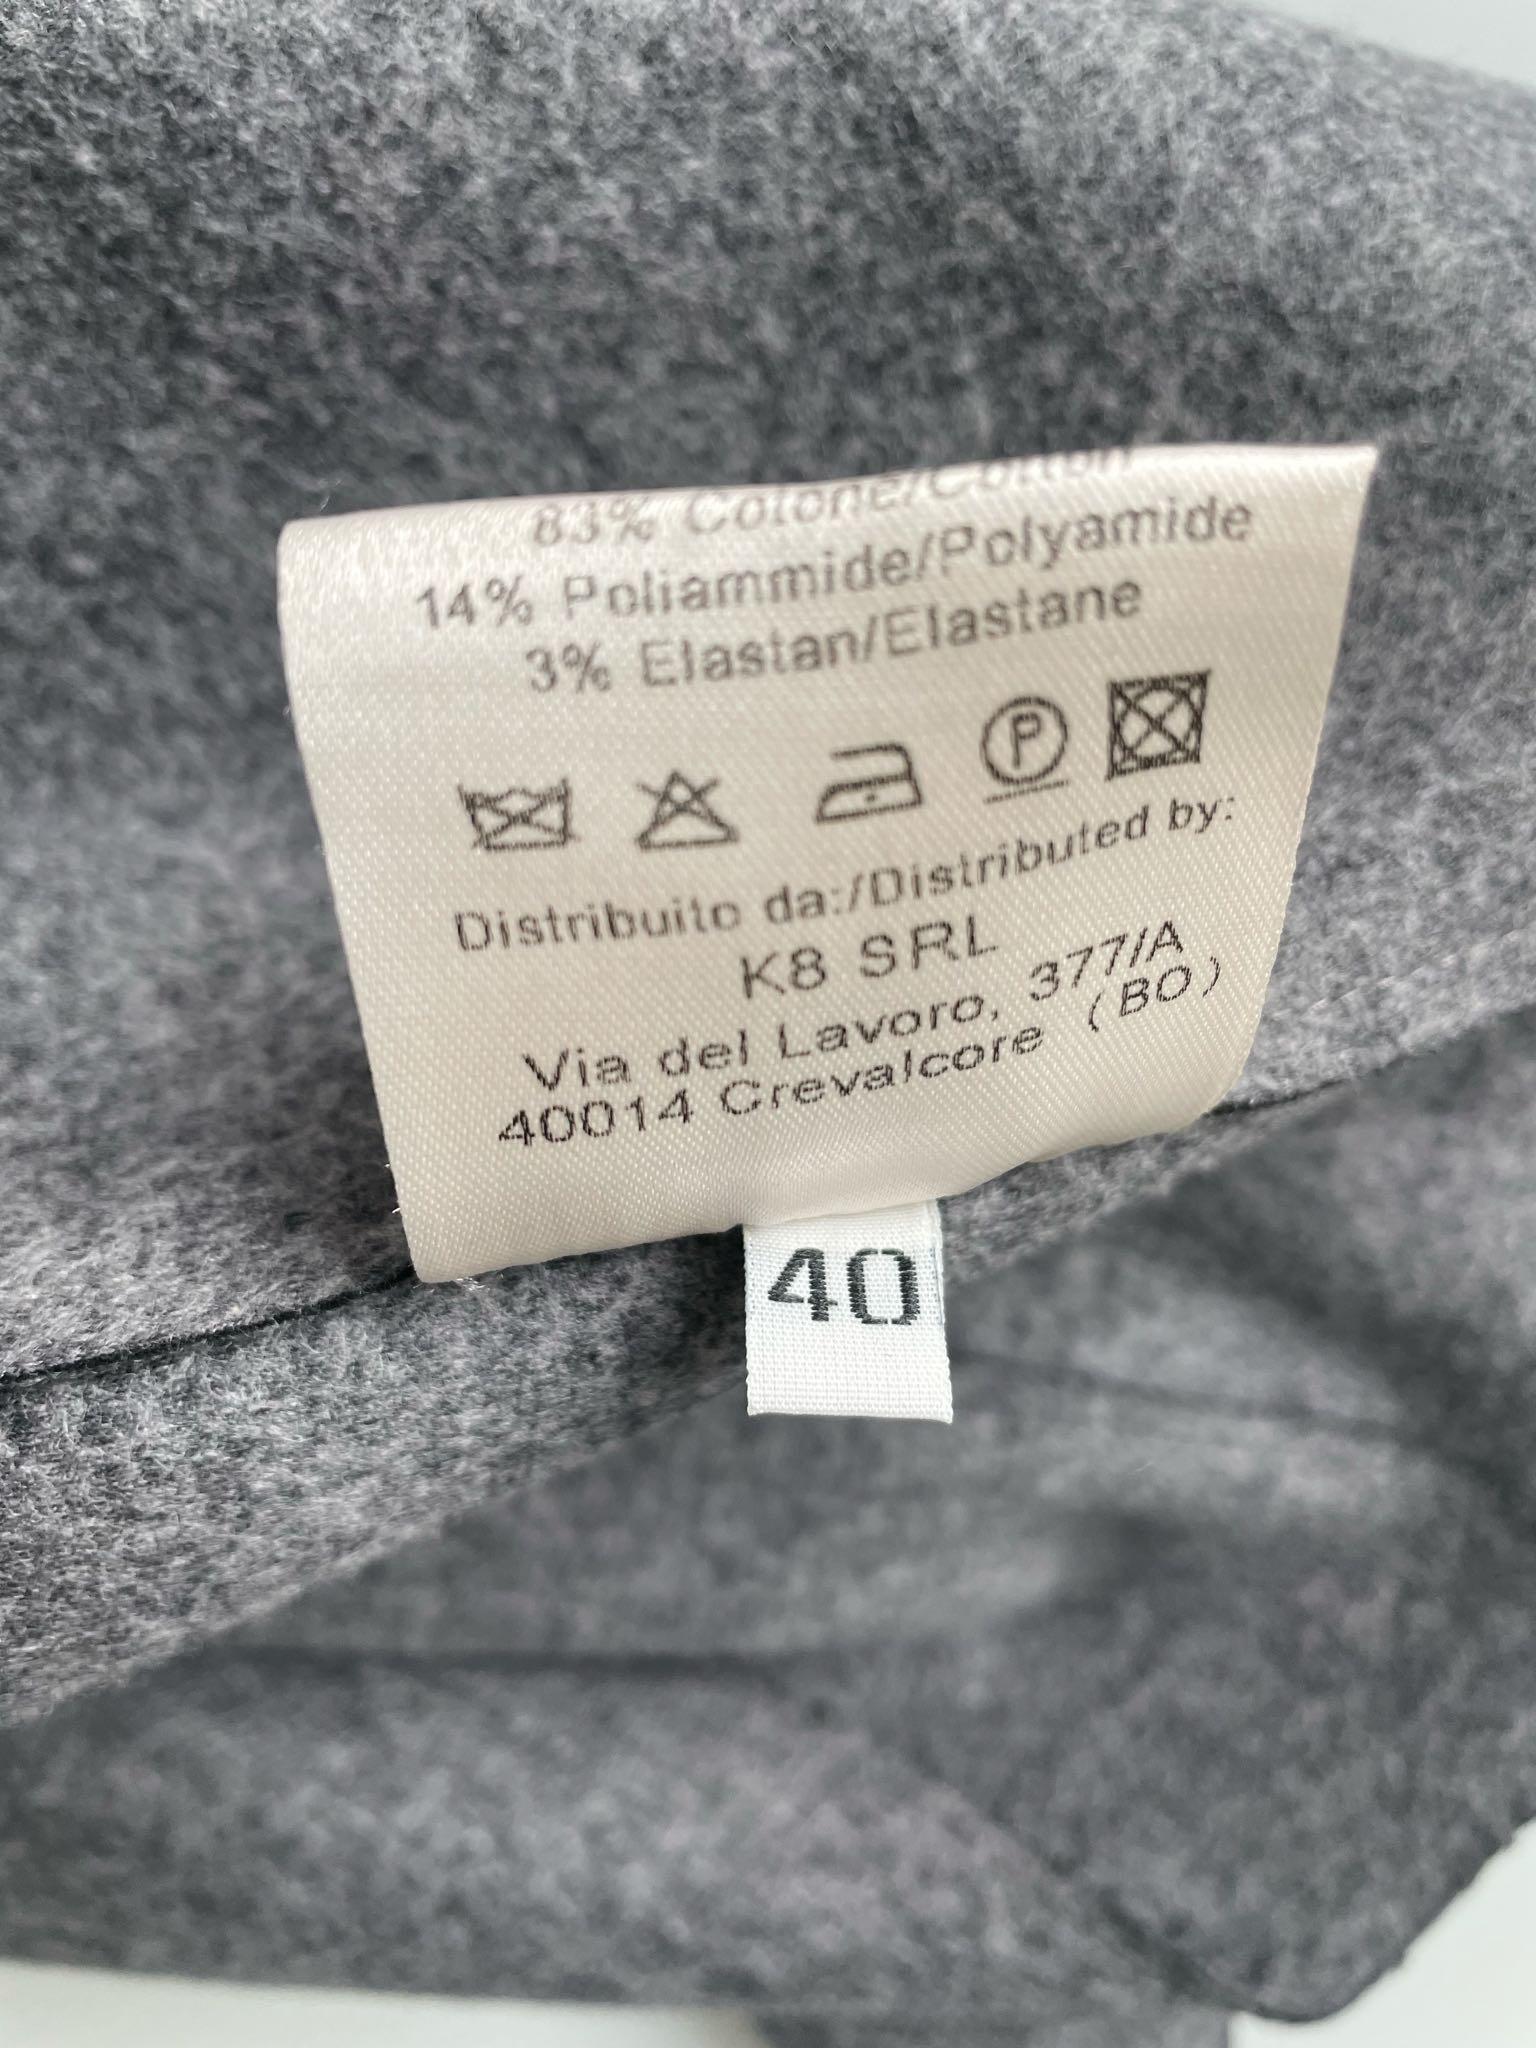 83% Cotone/Cotton
14% Poliammide/Polyamide
3% Elastan/Elastane
P
Distribuito da:/Distributed by:
K8 SRL
Via del Lavoro, 377/A
40014 Crevalcore (BO)
40